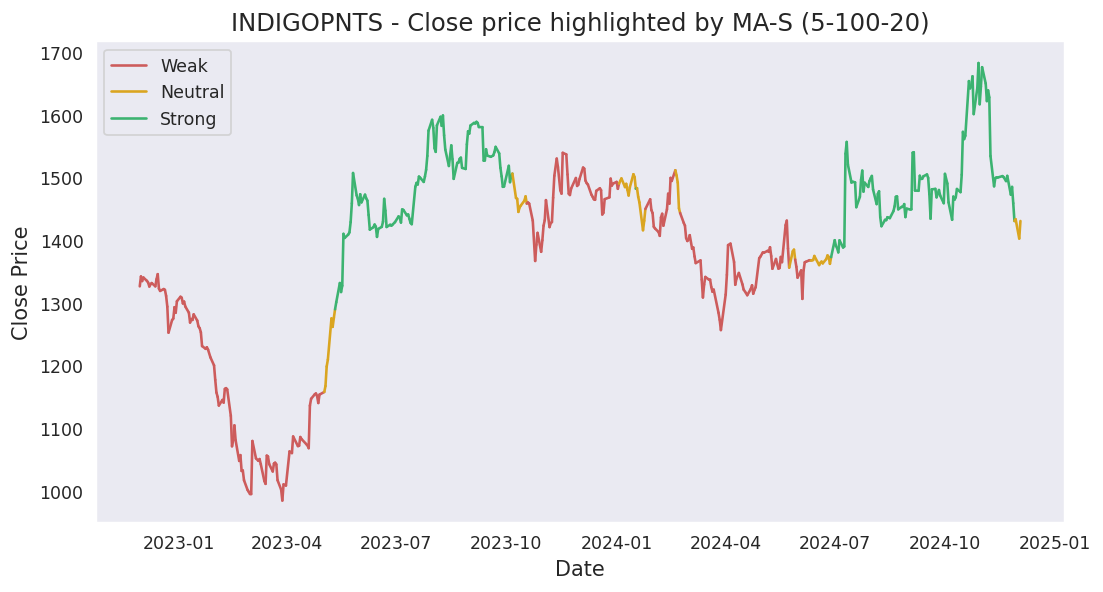 INDIGOPNTS - Close price highlighted by MA-S (5-100-20)
Weak
Neutral
Strong
1700
1600
1500
1400
1300
1200
1100
1000
Close Price
2023-01 2023-04 2023-07 2023-10 2024-01 2024-04 2024-07 2024-10 2025-01
Date